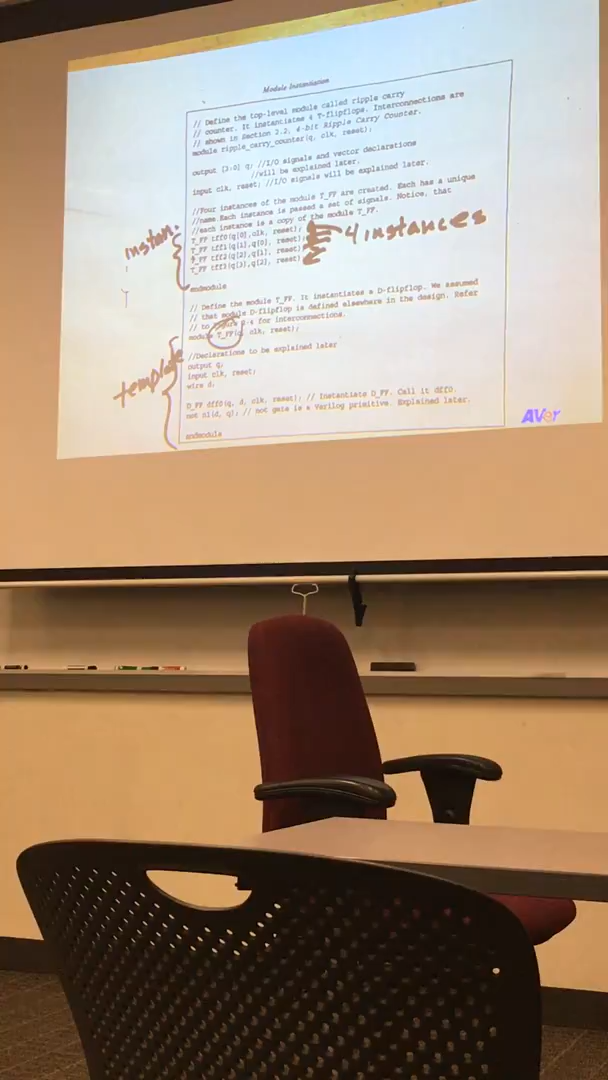 Module Instantiation
// Define the top-level module called ripple carry
// counter. It instantiates 4 T-flipflops. Interconnections are
// shown in Section 2.2, 4-bit Ripple Carry Counter.
module ripple_carry_counter(q, clk, reset);
output [3:0] q; //I/O signals and vector declarations
//will be explained later.
input clk, reset; //I/O signals will be explained later.
//Four instances of the module T_FF are created. Each has a unique
//name.Each instance is passed a set of signals. Notice, that
//each instance is a copy of the module T_FF.
T_FF tff0(q[0],clk, reset);
T_FF tff1(q[1],q[0], reset);
T_FF tff2(q[2],q[1], reset);
T_FF tff3(q[3],q[2], reset);
instan.
4 instances
endmodule
// Define the module T_FF. It instantiates a D-flipflop. We assumed
// that module D-flipflop is defined elsewhere in the design. Refer
// to for interconnections.
module T_FF(q, clk, reset);
template
//Declarations to be explained later
output q;
input clk, reset;
wire d;
D_FF dff0(q, d, clk, reset); // Instantiate D_FF. Call it dff0.
not n1(d, q); // not gate is a Verilog primitive. Explained later.
endmodule
AVer